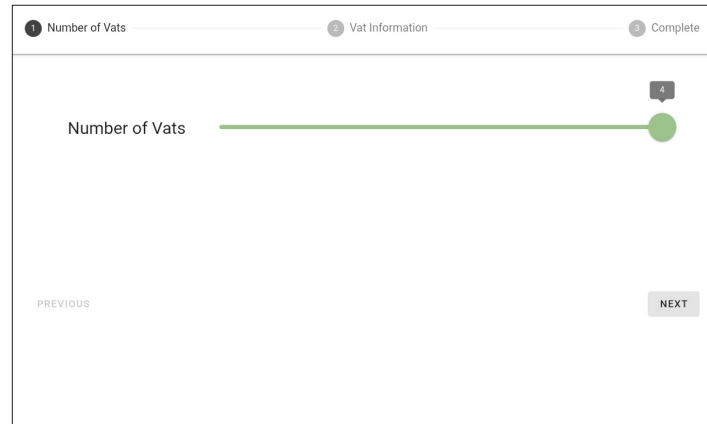 1 Number of Vats 2 Vat Information 3 Complete
4
Number of Vats
PREVIOUS NEXT